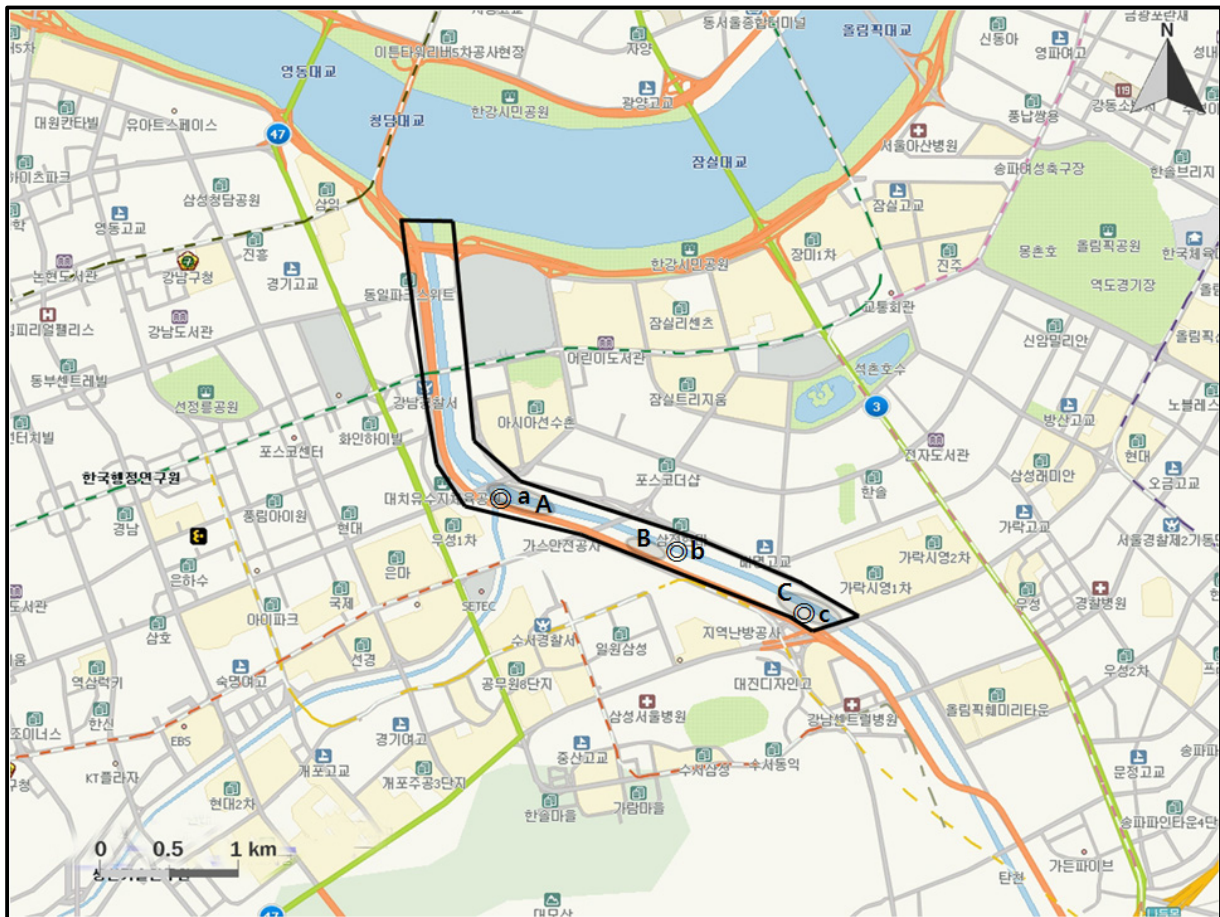 올림픽대교
신동아
영파여고
동서울종합터미널
자양
이튼타워리버5차공사현장
영동대교
N
119
한강시민공원
광양고교
대원칸타빌
유아트스페이스
청담대교
47
풍납쌍용
서울아산병원
잠실대교
송파여성축구장
한솔브리지
삼성청담공원
삼익
잠실고교
영동고교
몽촌호
올림픽공원
진흥
한강시민공원
장미1차
진주
논현도서관
강남구청
경기고교
동일파크스위트
역도경기장
교통회관
강남도서관
잠실리센츠
어린이도서관
신암밀리안
동부센트레빌
석촌호수
선정릉공원
강남경찰서
잠실트리지움
3
방산고교
아시아선수촌
화인하이빌
포스코센터
전자도서관
현대
한국행정연구원
포스코더샵
삼성래미안
오금고교
한솔
a A
경남
풍림아이원
현대
가락고교
우성1차
가스안전공사
B b
가락시영2차
은마
은하수
국제
C c
가락시영1차
우성
경찰병원
SETEC
아이파크
삼호
수서경찰서
일원삼성
지역난방공사
선경
우성2차
역삼럭키
숙명여고
공무원8단지
대진디자인고
한신
삼성서울병원
강남센트럴병원
올림픽훼미리타운
EBS
경기여고
중산고교
수서삼성
수서동익
KT플라자
개포고교
개포주공3단지
문정고교
현대2차
한솔마을
가람마을
송파파인타운4단
0 0.5 1 km
가든파이브
탄천
대모산
47